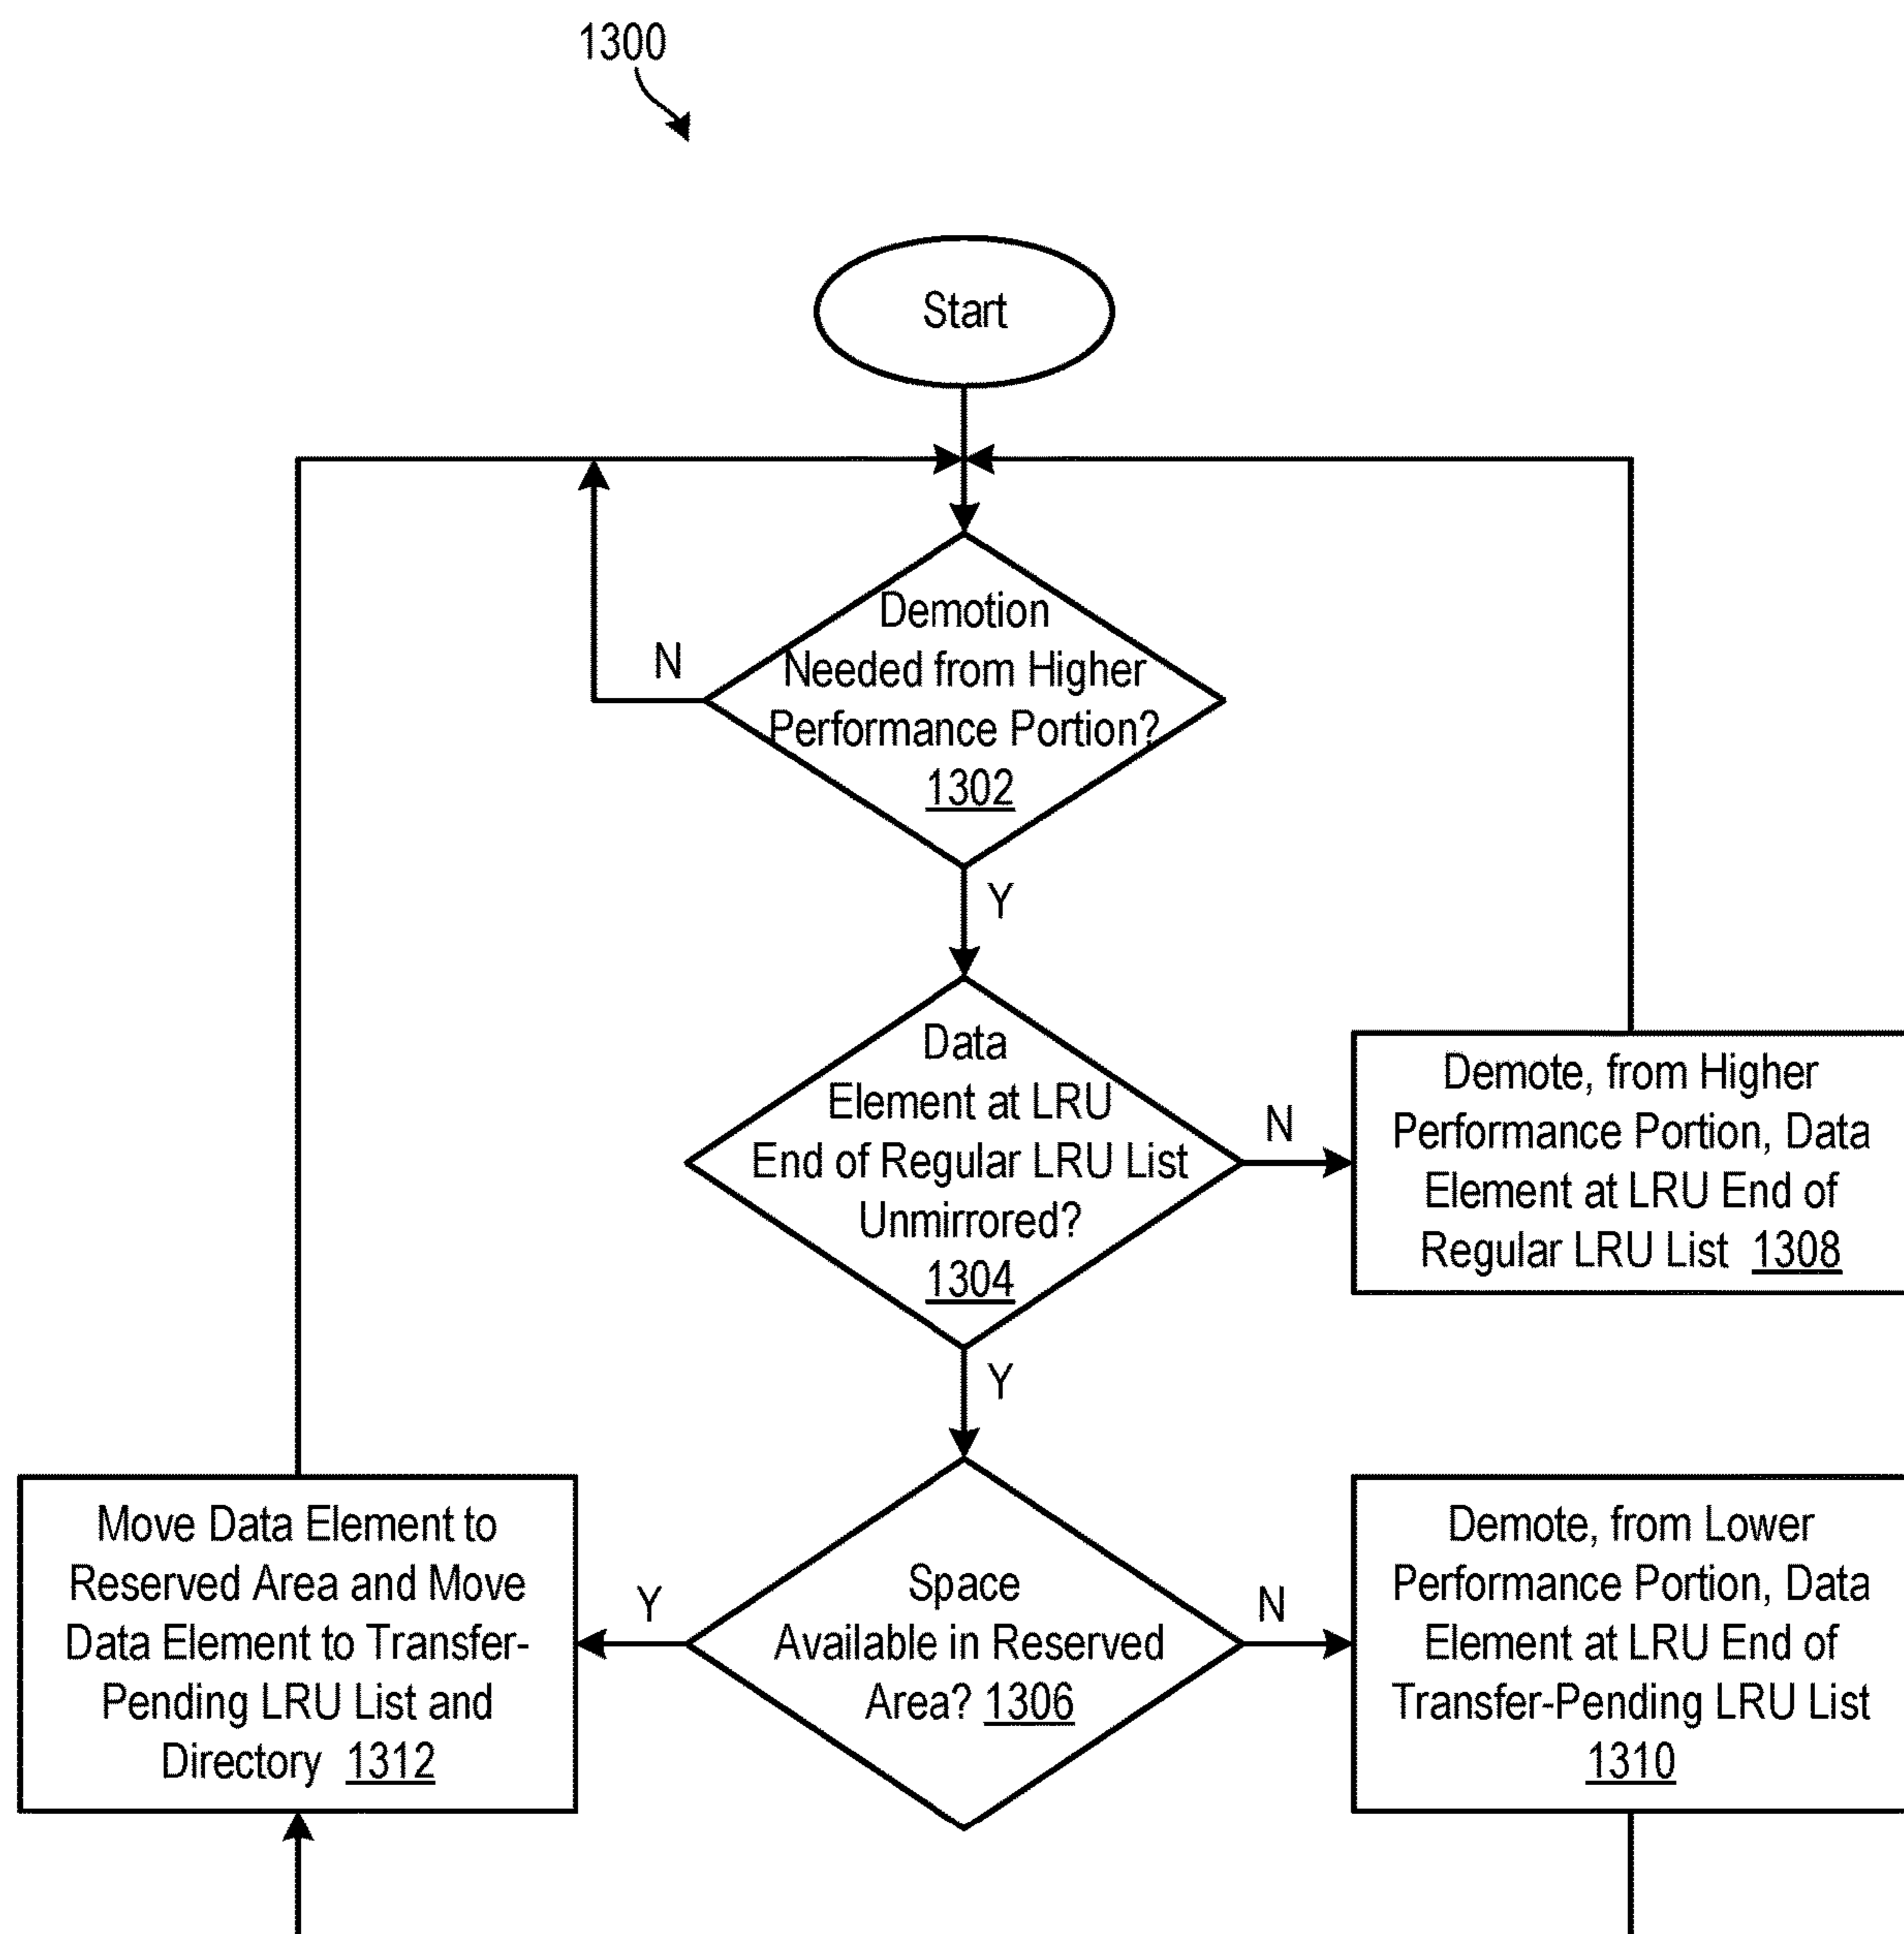 1300
Start
Demotion
Needed from Higher
Performance Portion?
1302
N
Y
Data
Element at LRU
End of Regular LRU List
Unmirrored?
1304
N
Demote, from Higher
Performance Portion, Data
Element at LRU End of
Regular LRU List 1308
Y
Space
Available in Reserved
Area? 1306
Y
N
Move Data Element to
Reserved Area and Move
Data Element to Transfer-
Pending LRU List and
Directory 1312
Demote, from Lower
Performance Portion, Data
Element at LRU End of
Transfer-Pending LRU List
1310